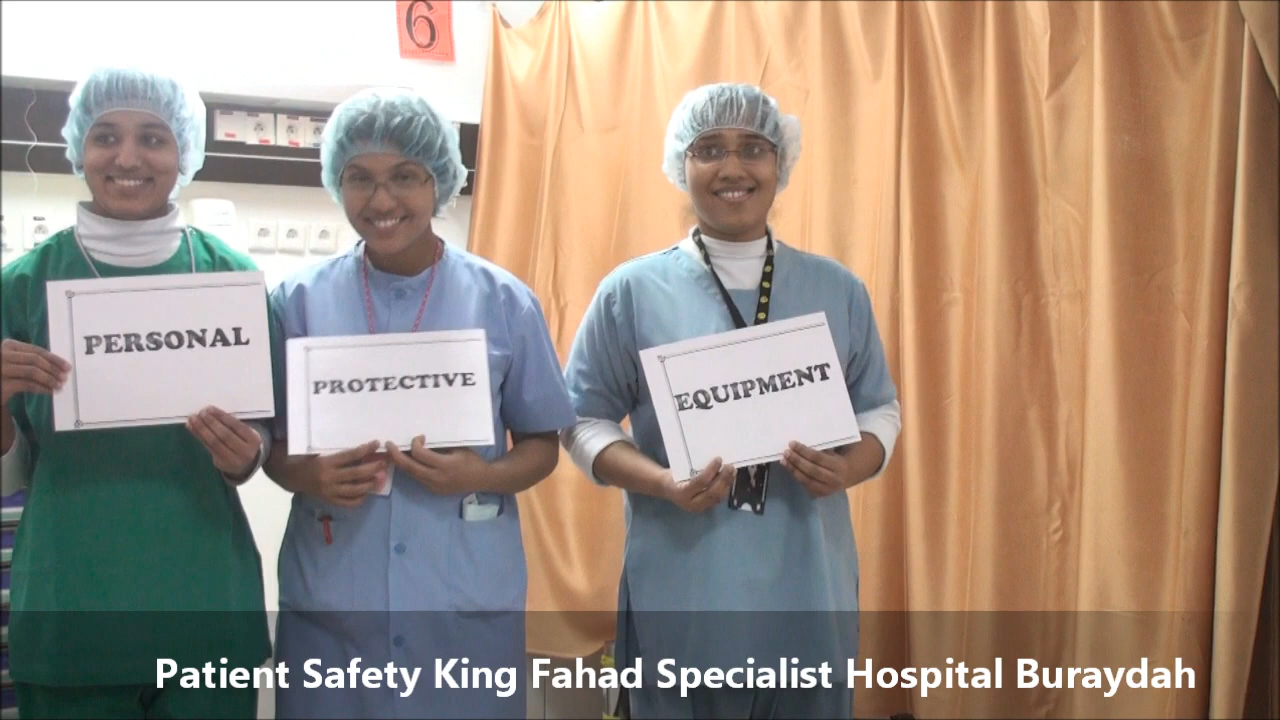 6
PERSONAL
PROTECTIVE
EQUIPMENT
Patient Safety King Fahad Specialist Hospital Buraydah